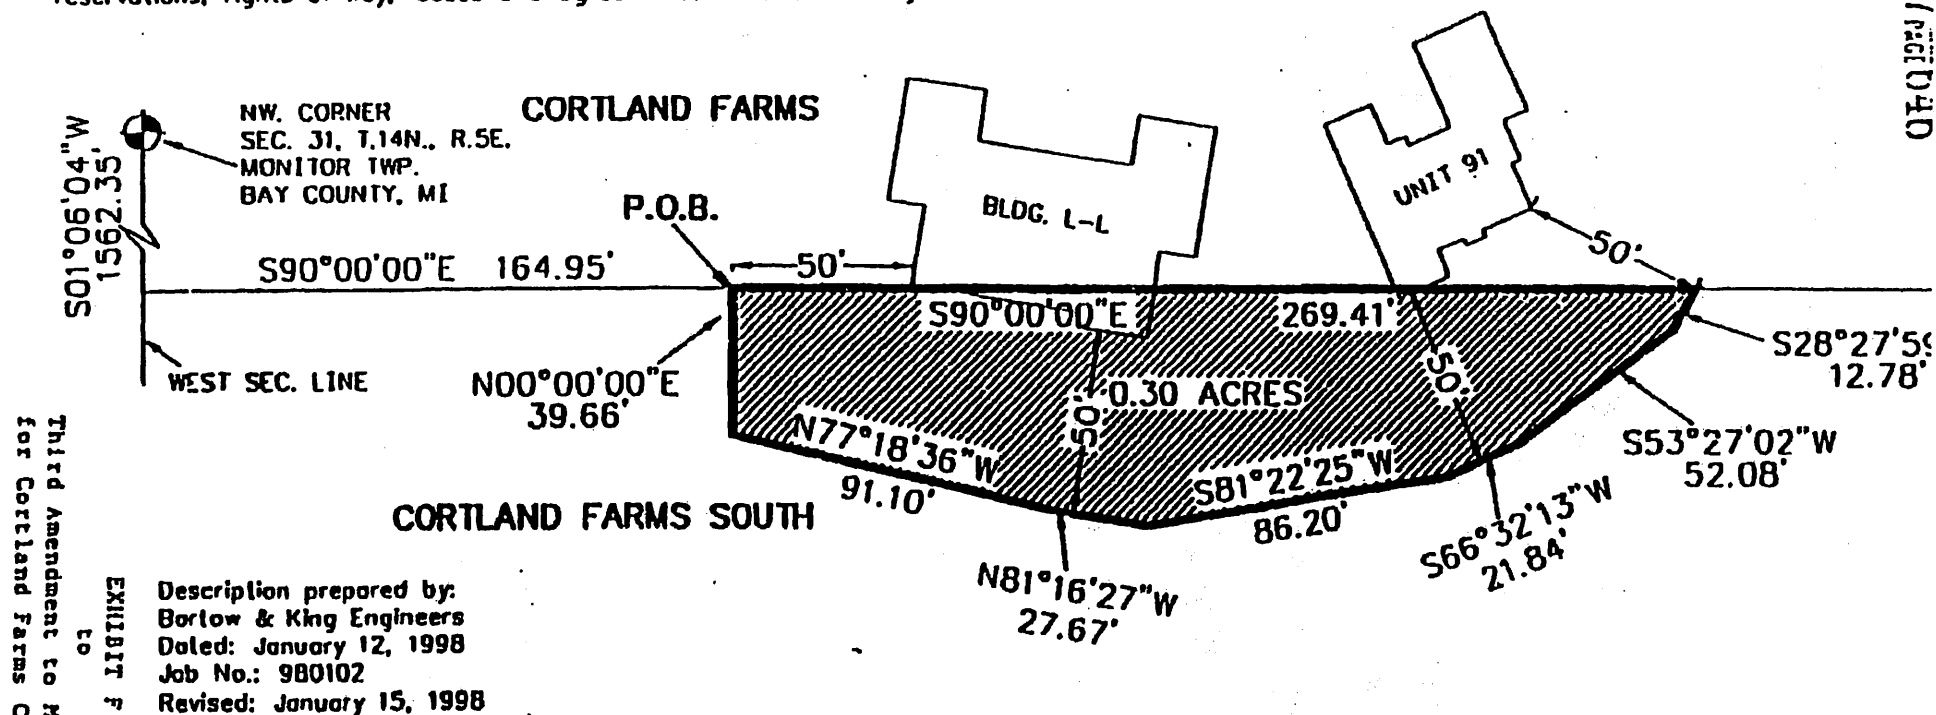 NW. CORNER
SEC. 31, T.14N., R.5E.
MONITOR TWP.
BAY COUNTY, MI
CORTLAND FARMS
S01°06'04"W
1562.35'
P.O.B.
BLDG. L-L
UNIT 91
S90°00'00"E 164.95'
50'
50'
S90°00'00"E 269.41'
WEST SEC. LINE
N00°00'00"E
39.66'
0.30 ACRES
50'
50'
S28°27'59
12.78'
N77°18'36"W
91.10'
S81°22'25"W
86.20'
S53°27'02"W
52.08'
S66°32'13"W
21.84'
N81°16'27"W
27.67'
CORTLAND FARMS SOUTH
Description prepared by:
Bartow & King Engineers
Dated: January 12, 1998
Job No.: 980102
Revised: January 15, 1998
EXHIBIT F
to
Third Amendment to M
for Cortland Farms C